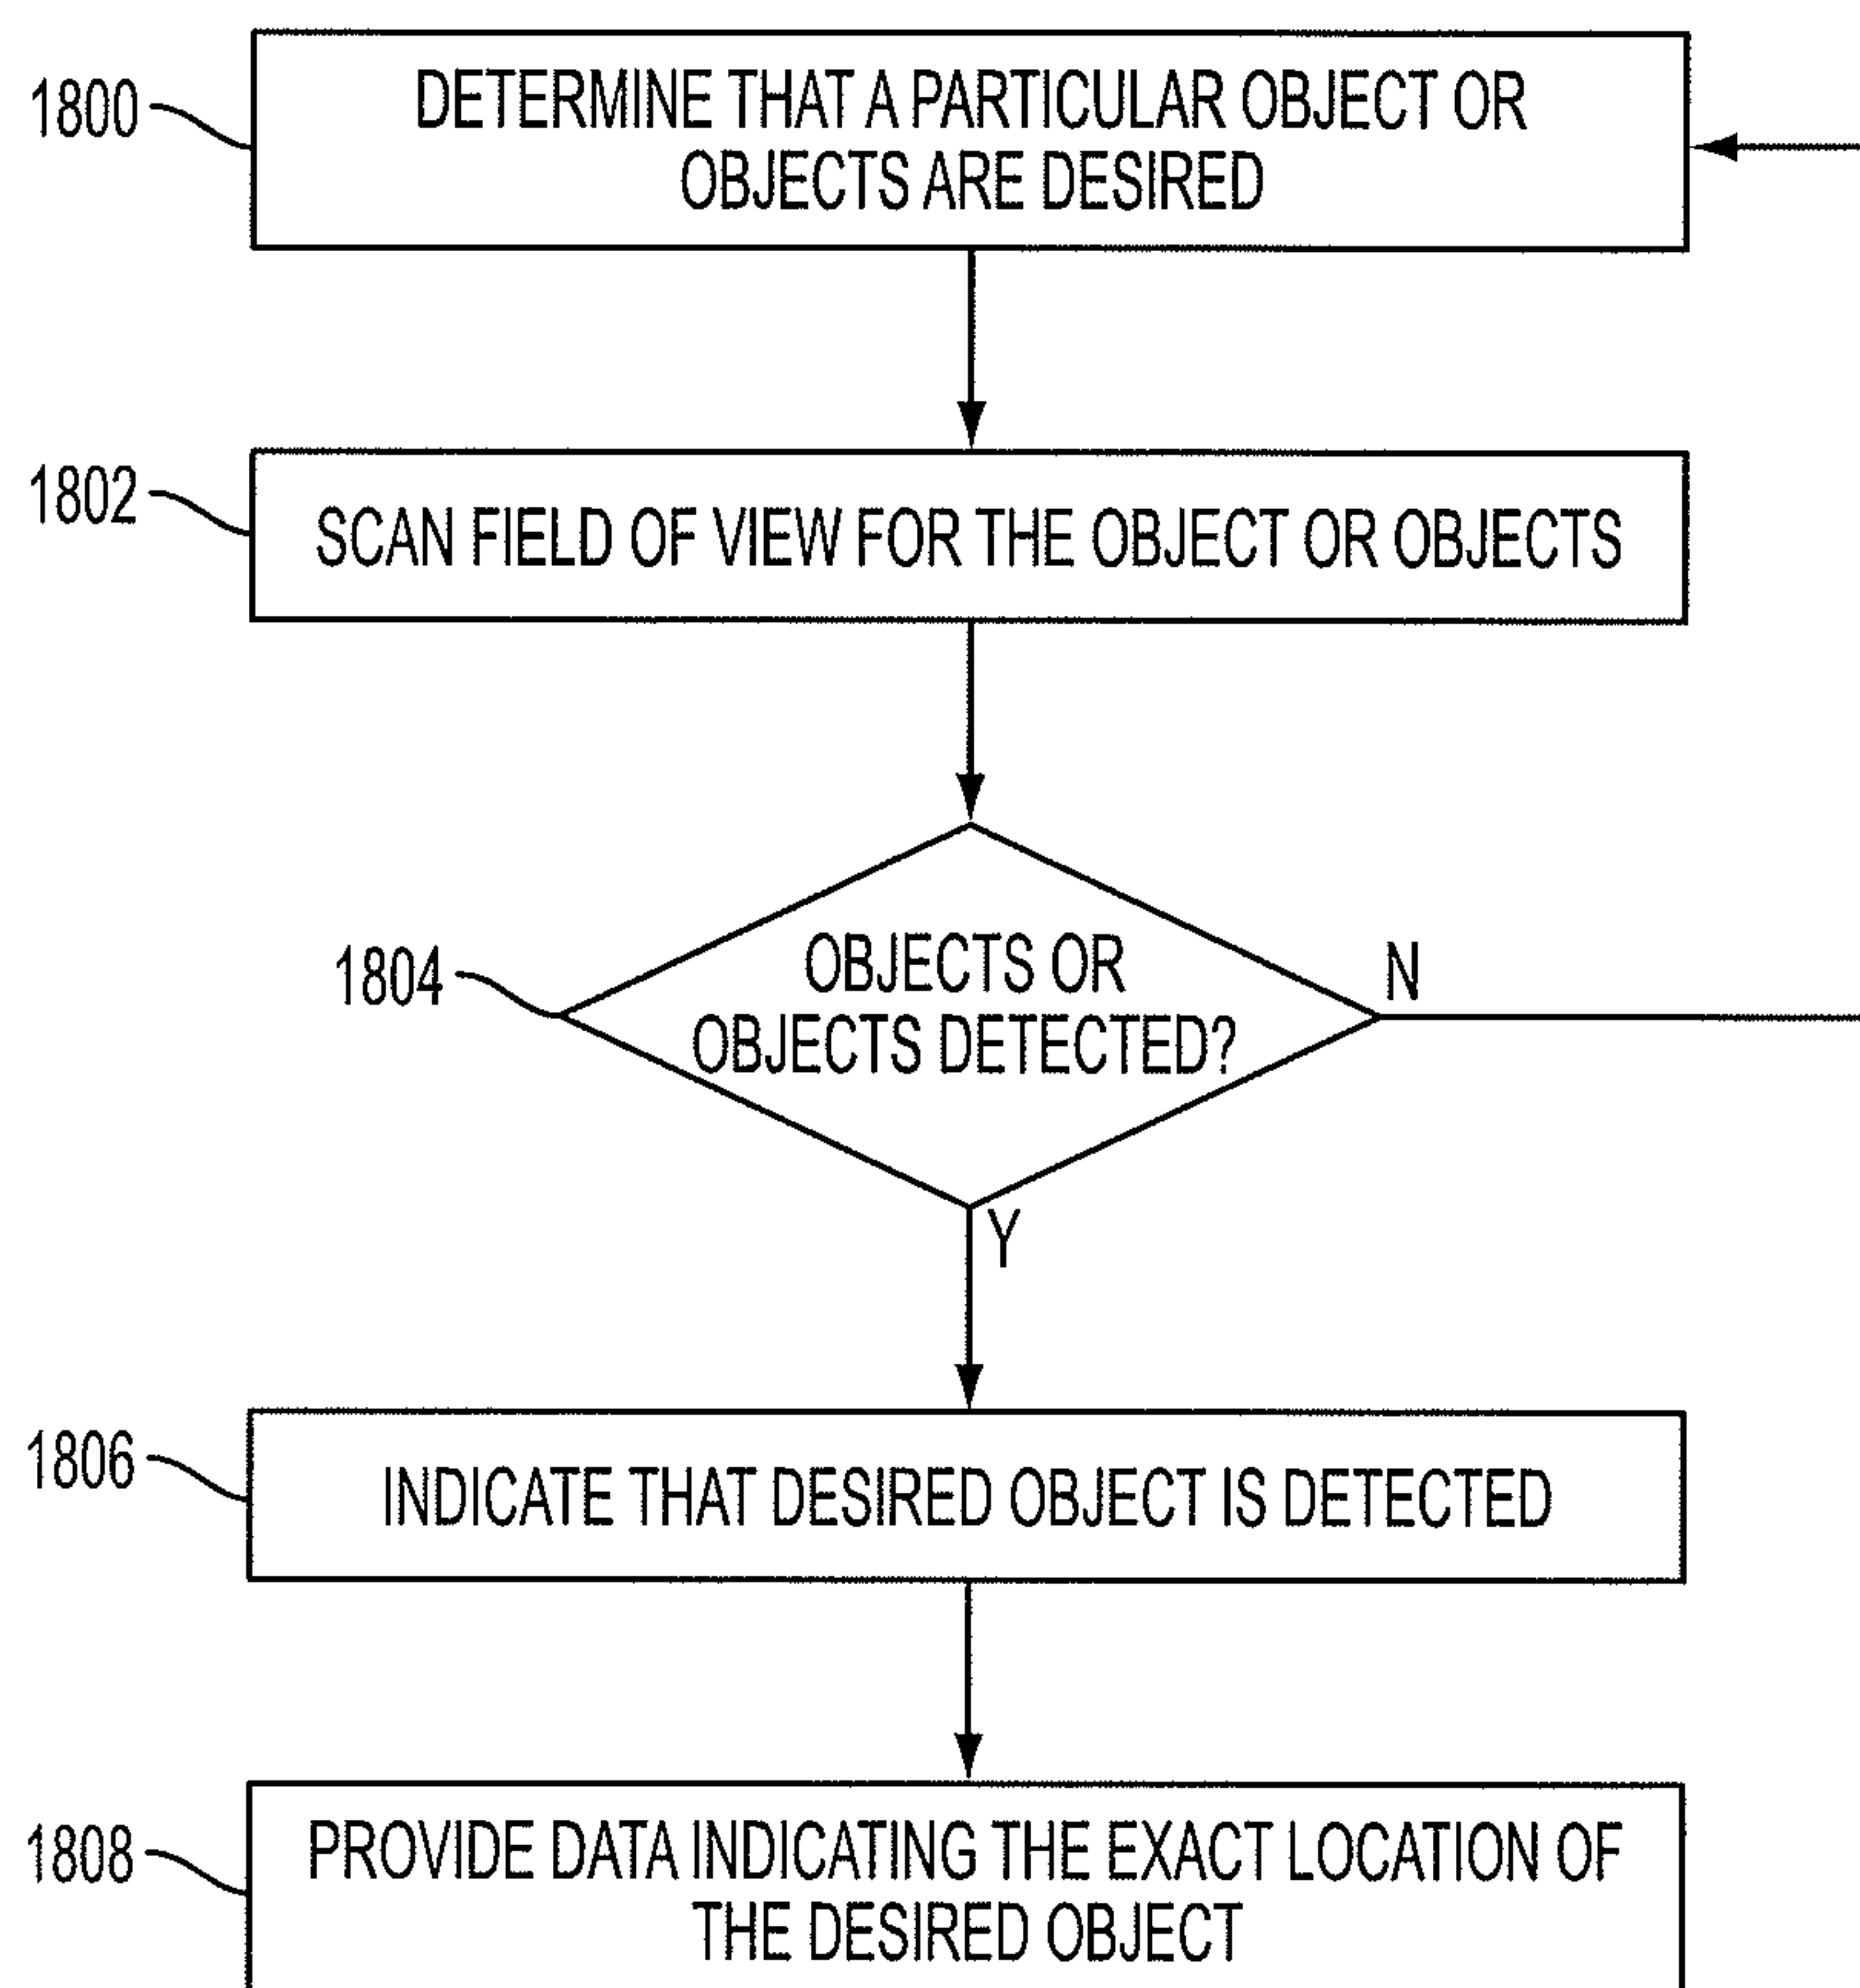 1800
DETERMINE THAT A PARTICULAR OBJECT OR
OBJECTS ARE DESIRED
1802
SCAN FIELD OF VIEW FOR THE OBJECT OR OBJECTS
1804
OBJECTS OR
OBJECTS DETECTED?
N
Y
1806
INDICATE THAT DESIRED OBJECT IS DETECTED
1808
PROVIDE DATA INDICATING THE EXACT LOCATION OF
THE DESIRED OBJECT